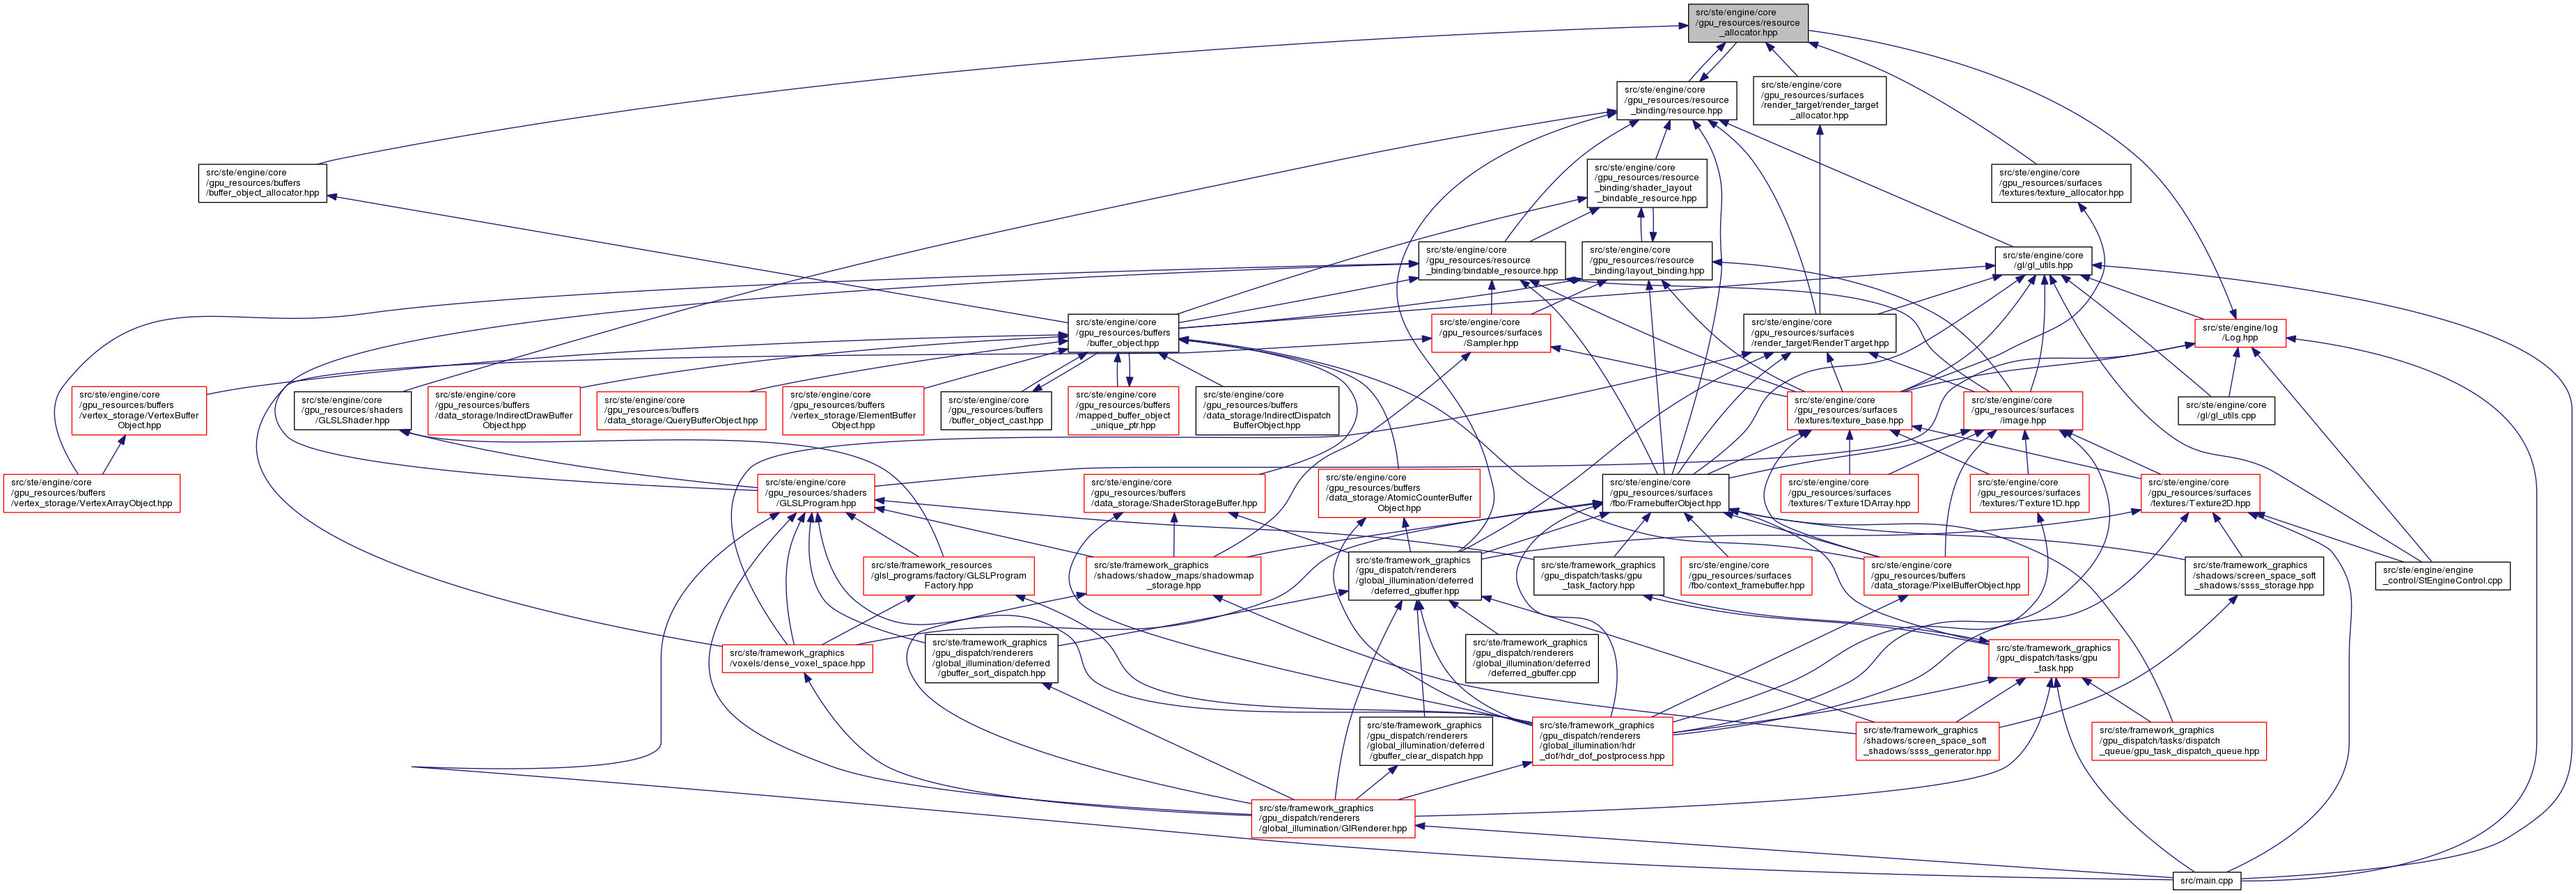 src/ste/engine/core
/gpu_resources/resource
_allocator.hpp
src/ste/engine/core
/gpu_resources/resource
_binding/resource.hpp
src/ste/engine/core
/gpu_resources/surfaces
/render_target/render_target
_allocator.hpp
src/ste/engine/core
/gpu_resources/buffers
/buffer_object_allocator.hpp
src/ste/engine/core
/gpu_resources/resource
_binding/shader_layout
_bindable_resource.hpp
src/ste/engine/core
/gpu_resources/surfaces
/textures/texture_allocator.hpp
src/ste/engine/core
/gpu_resources/resource
_binding/bindable_resource.hpp
src/ste/engine/core
/gpu_resources/resource
_binding/layout_binding.hpp
src/ste/engine/core
/gl/gl_utils.hpp
src/ste/engine/core
/gpu_resources/buffers
/buffer_object.hpp
src/ste/engine/core
/gpu_resources/surfaces
/Sampler.hpp
src/ste/engine/core
/gpu_resources/surfaces
/render_target/RenderTarget.hpp
src/ste/engine/log
/Log.hpp
src/ste/engine/core
/gpu_resources/buffers
/vertex_storage/VertexBuffer
Object.hpp
src/ste/engine/core
/gpu_resources/shaders
/GLSLShader.hpp
src/ste/engine/core
/gpu_resources/buffers
/data_storage/IndirectDrawBuffer
Object.hpp
src/ste/engine/core
/gpu_resources/buffers
/data_storage/QueryBufferObject.hpp
src/ste/engine/core
/gpu_resources/buffers
/vertex_storage/ElementBuffer
Object.hpp
src/ste/engine/core
/gpu_resources/buffers
/buffer_object_cast.hpp
src/ste/engine/core
/gpu_resources/buffers
/mapped_buffer_object
_unique_ptr.hpp
src/ste/engine/core
/gpu_resources/buffers
/data_storage/IndirectDispatch
BufferObject.hpp
src/ste/engine/core
/gpu_resources/surfaces
/textures/texture_base.hpp
src/ste/engine/core
/gpu_resources/surfaces
/image.hpp
src/ste/engine/core
/gl/gl_utils.cpp
src/ste/engine/core
/gpu_resources/buffers
/vertex_storage/VertexArrayObject.hpp
src/ste/engine/core
/gpu_resources/shaders
/GLSLProgram.hpp
src/ste/engine/core
/gpu_resources/buffers
/data_storage/ShaderStorageBuffer.hpp
src/ste/engine/core
/gpu_resources/buffers
/data_storage/AtomicCounterBuffer
Object.hpp
src/ste/engine/core
/gpu_resources/surfaces
/fbo/FramebufferObject.hpp
src/ste/engine/core
/gpu_resources/surfaces
/textures/Texture1DArray.hpp
src/ste/engine/core
/gpu_resources/surfaces
/textures/Texture1D.hpp
src/ste/engine/core
/gpu_resources/surfaces
/textures/Texture2D.hpp
src/ste/framework_resources
/glsl_programs/factory/GLSLProgram
Factory.hpp
src/ste/framework_graphics
/shadows/shadow_maps/shadowmap
_storage.hpp
src/ste/framework_graphics
/gpu_dispatch/renderers
/global_illumination/deferred
/deferred_gbuffer.hpp
src/ste/framework_graphics
/gpu_dispatch/tasks/gpu
_task_factory.hpp
src/ste/engine/core
/gpu_resources/surfaces
/fbo/context_framebuffer.hpp
src/ste/engine/core
/gpu_resources/buffers
/data_storage/PixelBufferObject.hpp
src/ste/framework_graphics
/shadows/screen_space_soft
_shadows/ssss_storage.hpp
src/ste/engine/engine
_control/StEngineControl.cpp
src/ste/framework_graphics
/voxels/dense_voxel_space.hpp
src/ste/framework_graphics
/gpu_dispatch/renderers
/global_illumination/deferred
/gbuffer_sort_dispatch.hpp
src/ste/framework_graphics
/gpu_dispatch/renderers
/global_illumination/deferred
/deferred_gbuffer.cpp
src/ste/framework_graphics
/gpu_dispatch/tasks/gpu
_task.hpp
src/ste/framework_graphics
/gpu_dispatch/renderers
/global_illumination/deferred
/gbuffer_clear_dispatch.hpp
src/ste/framework_graphics
/gpu_dispatch/renderers
/global_illumination/hdr
_dof/hdr_dof_postprocess.hpp
src/ste/framework_graphics
/shadows/screen_space_soft
_shadows/ssss_generator.hpp
src/ste/framework_graphics
/gpu_dispatch/tasks/dispatch
_queue/gpu_task_dispatch_queue.hpp
src/ste/framework_graphics
/gpu_dispatch/renderers
/global_illumination/GIRenderer.hpp
src/main.cpp